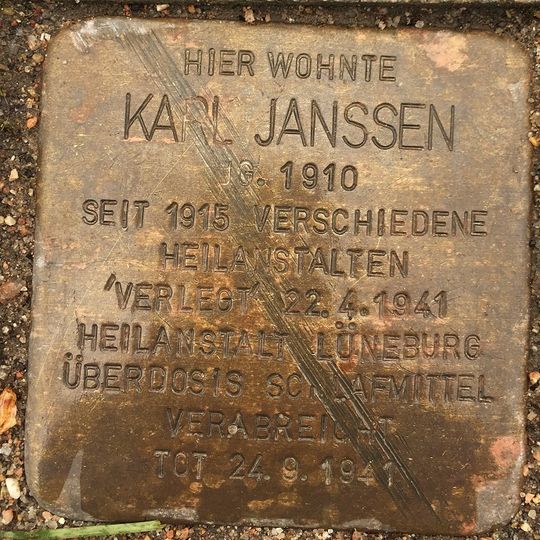 HIER WOHNTE
KARL JANSSEN
JG. 1910
SEIT 1915 VERSCHIEDENE
HEILANSTALTEN
'VERLEGT' 22.4.1941
HEILANSTALT LÜNEBURG
ÜBERDOSIS SCHLAFMITTEL
VERABREICHT
TOT 24.9.1941